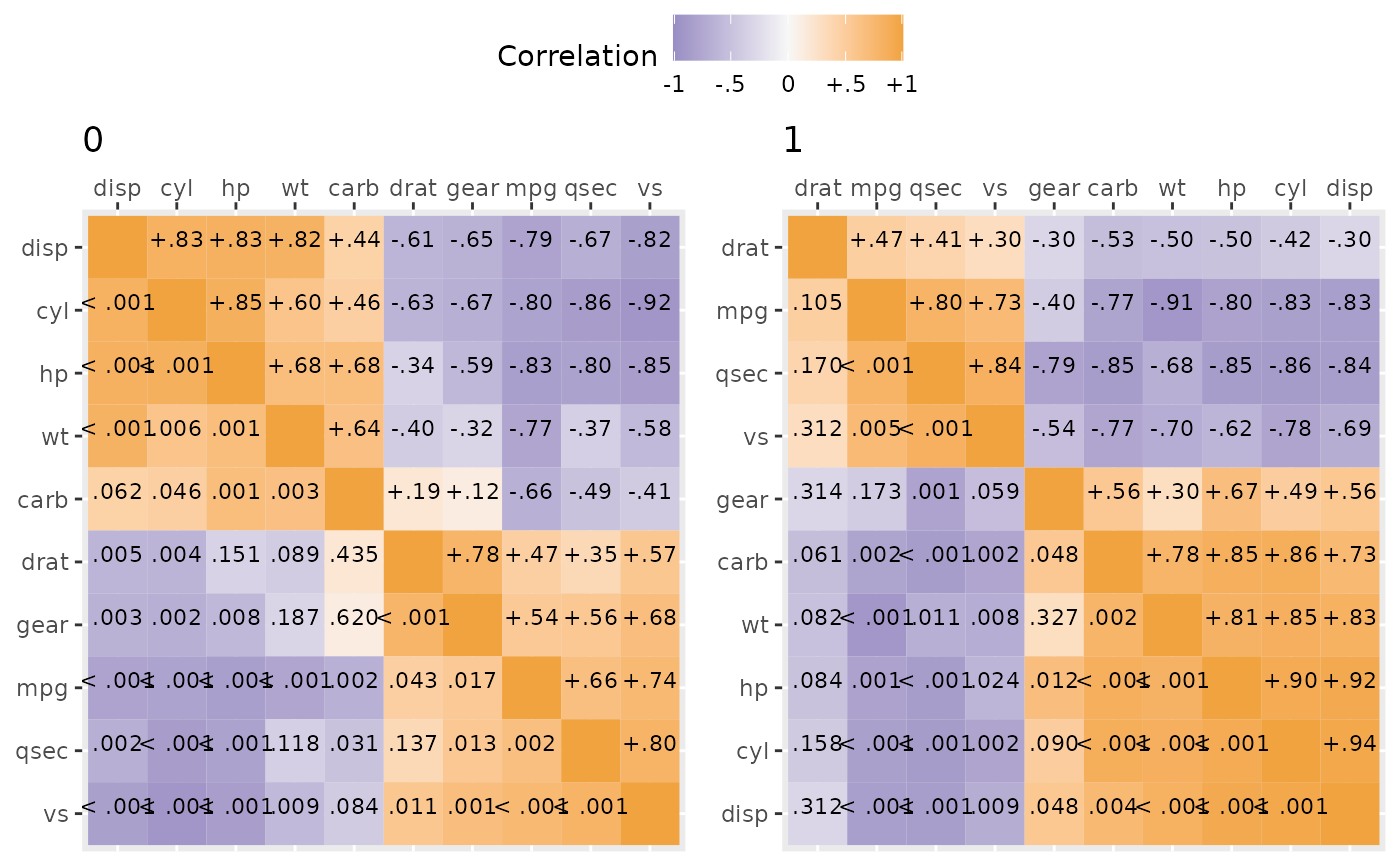 Correlation
-1 -.5 0 +.5 +1
0
disp cyl hp wt carb drat gear mpg qsec vs
disp +.83 +.83 +.82 +.44 -.61 -.65 -.79 -.67 -.82
cyl < .001 +.85 +.60 +.46 -.63 -.67 -.80 -.86 -.92
hp < .001 < .001 +.68 +.68 -.34 -.59 -.83 -.80 -.85
wt < .001 .006 .001 +.64 -.40 -.32 -.77 -.37 -.58
carb .062 .046 .001 .003 +.19 +.12 -.66 -.49 -.41
drat .005 .004 .151 .089 .435 +.78 +.47 +.35 +.57
gear .003 .002 .008 .187 .620 < .001 +.54 +.56 +.68
mpg < .001 < .001 < .001 < .001 .002 .043 .017 +.66 +.74
qsec .002 < .001 < .001 .118 .031 .137 .013 .002 +.80
vs < .001 < .001 < .001 .009 .084 .011 .001 < .001 < .001
1
drat mpg qsec vs gear carb wt hp cyl disp
drat +.47 +.41 +.30 -.30 -.53 -.50 -.50 -.42 -.30
mpg .105 +.80 +.73 -.40 -.77 -.91 -.80 -.83 -.83
qsec .170 < .001 +.84 -.79 -.85 -.68 -.85 -.86 -.84
vs .312 .005 < .001 -.54 -.77 -.70 -.62 -.78 -.69
gear .314 .173 .001 .059 +.56 +.30 +.67 +.49 +.56
carb .061 .002 < .001 .002 .048 +.78 +.85 +.86 +.73
wt .082 < .001 .011 .008 .327 .002 +.81 +.85 +.83
hp .084 .001 < .001 .024 .012 < .001 < .001 +.90 +.92
cyl .158 < .001 < .001 .002 .090 < .001 < .001 < .001 +.94
disp .312 < .001 < .001 .009 .048 .004 < .001 < .001 < .001